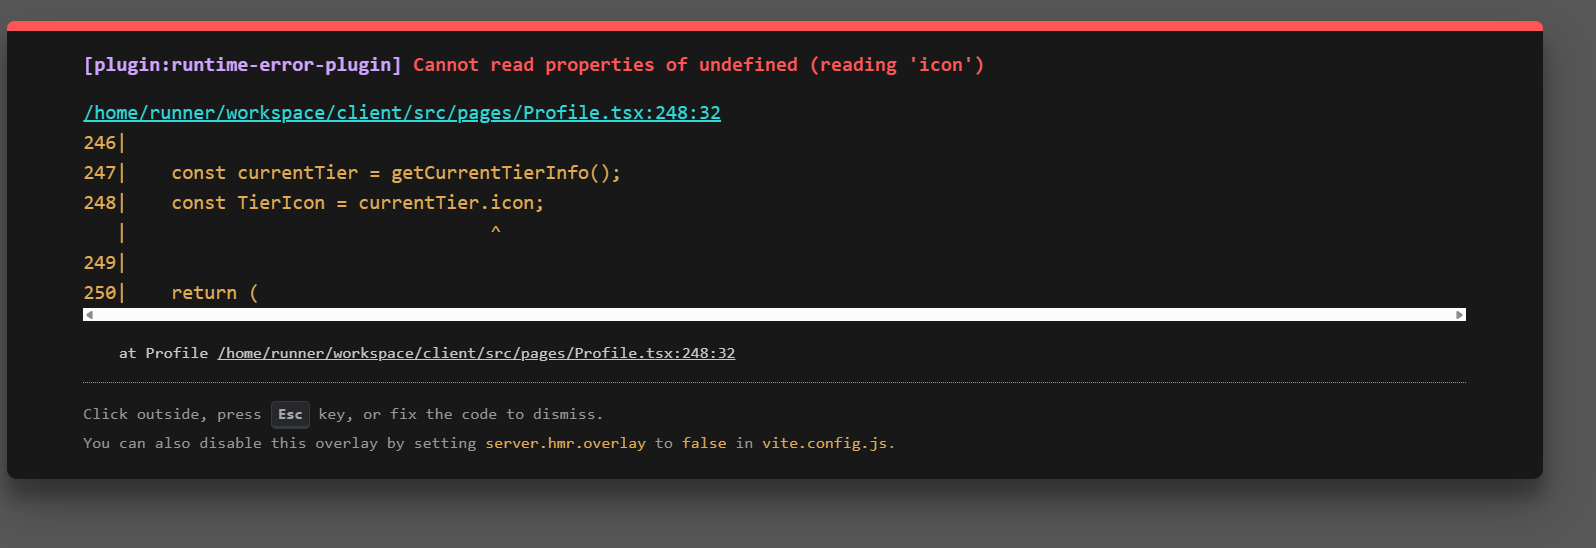 [plugin:runtime-error-plugin] Cannot read properties of undefined (reading 'icon')
/home/runner/workspace/client/src/pages/Profile.tsx:248:32
246|
247|    const currentTier = getCurrentTierInfo();
248|    const TierIcon = currentTier.icon;
   |                                 ^
249|
250|    return (
at Profile /home/runner/workspace/client/src/pages/Profile.tsx:248:32
Click outside, press Esc key, or fix the code to dismiss.
You can also disable this overlay by setting server.hmr.overlay to false in vite.config.js.